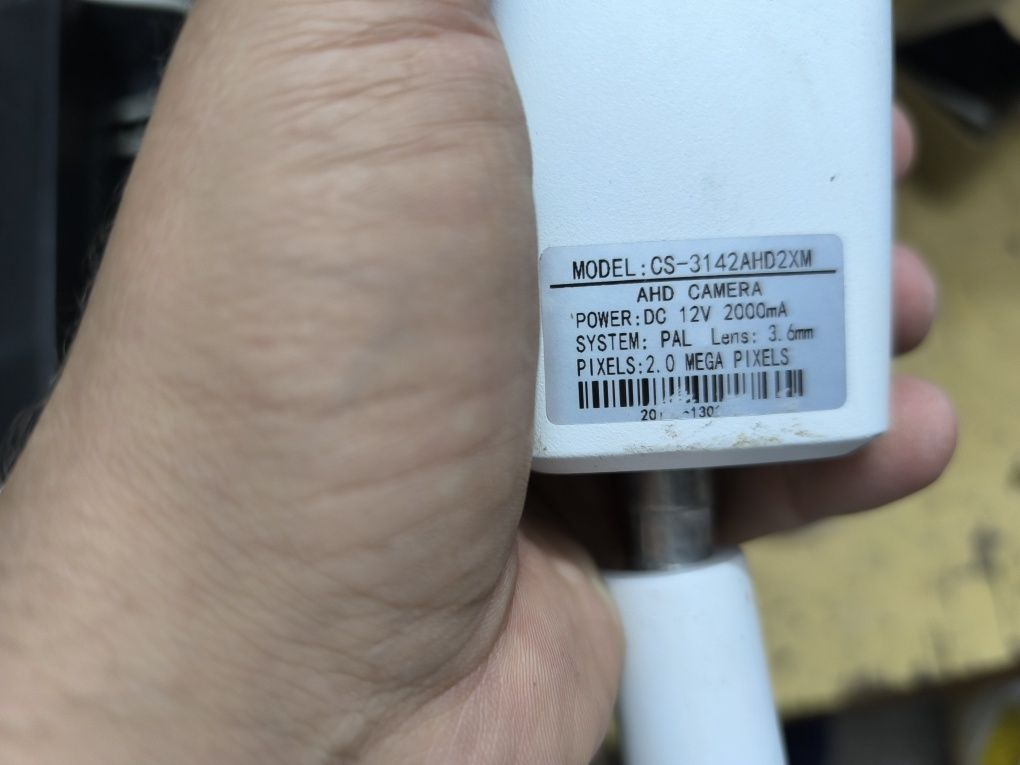 MODEL:CS-3142AHD2XM
AHD CAMERA
POWER:DC 12V 2000mA
SYSTEM: PAL Lens: 3.6mm
PIXELS:2.0 MEGA PIXELS